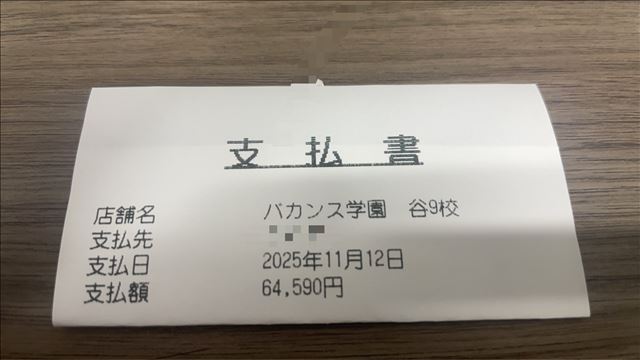 支払書
店舗名 バカンス学園 谷9校
支払先
支払日 2025年11月12日
支払額 64,590円